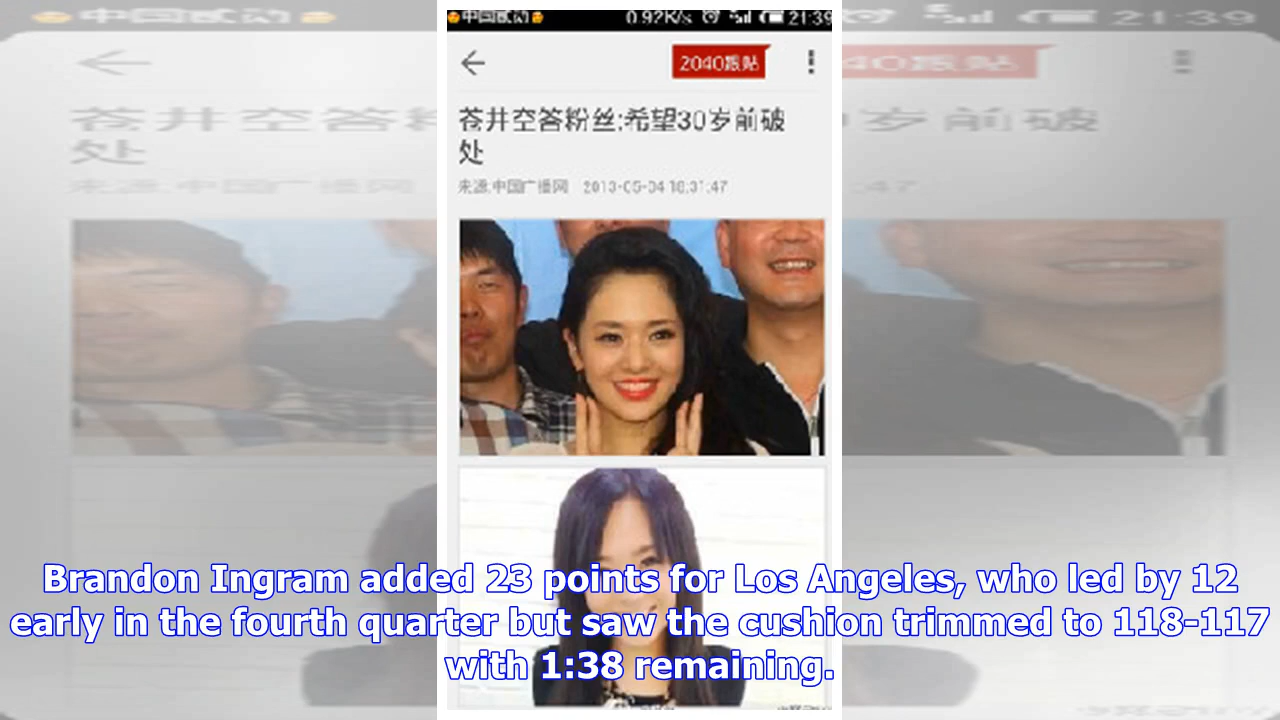 中国移动 0.92K/s 21:39
2040跟贴
苍井空答粉丝:希望30岁前破
处
来源:中国广播网 2013-05-04 16:31:47
Brandon Ingram added 23 points for Los Angeles, who led by 12
early in the fourth quarter but saw the cushion trimmed to 118-117
with 1:38 remaining.